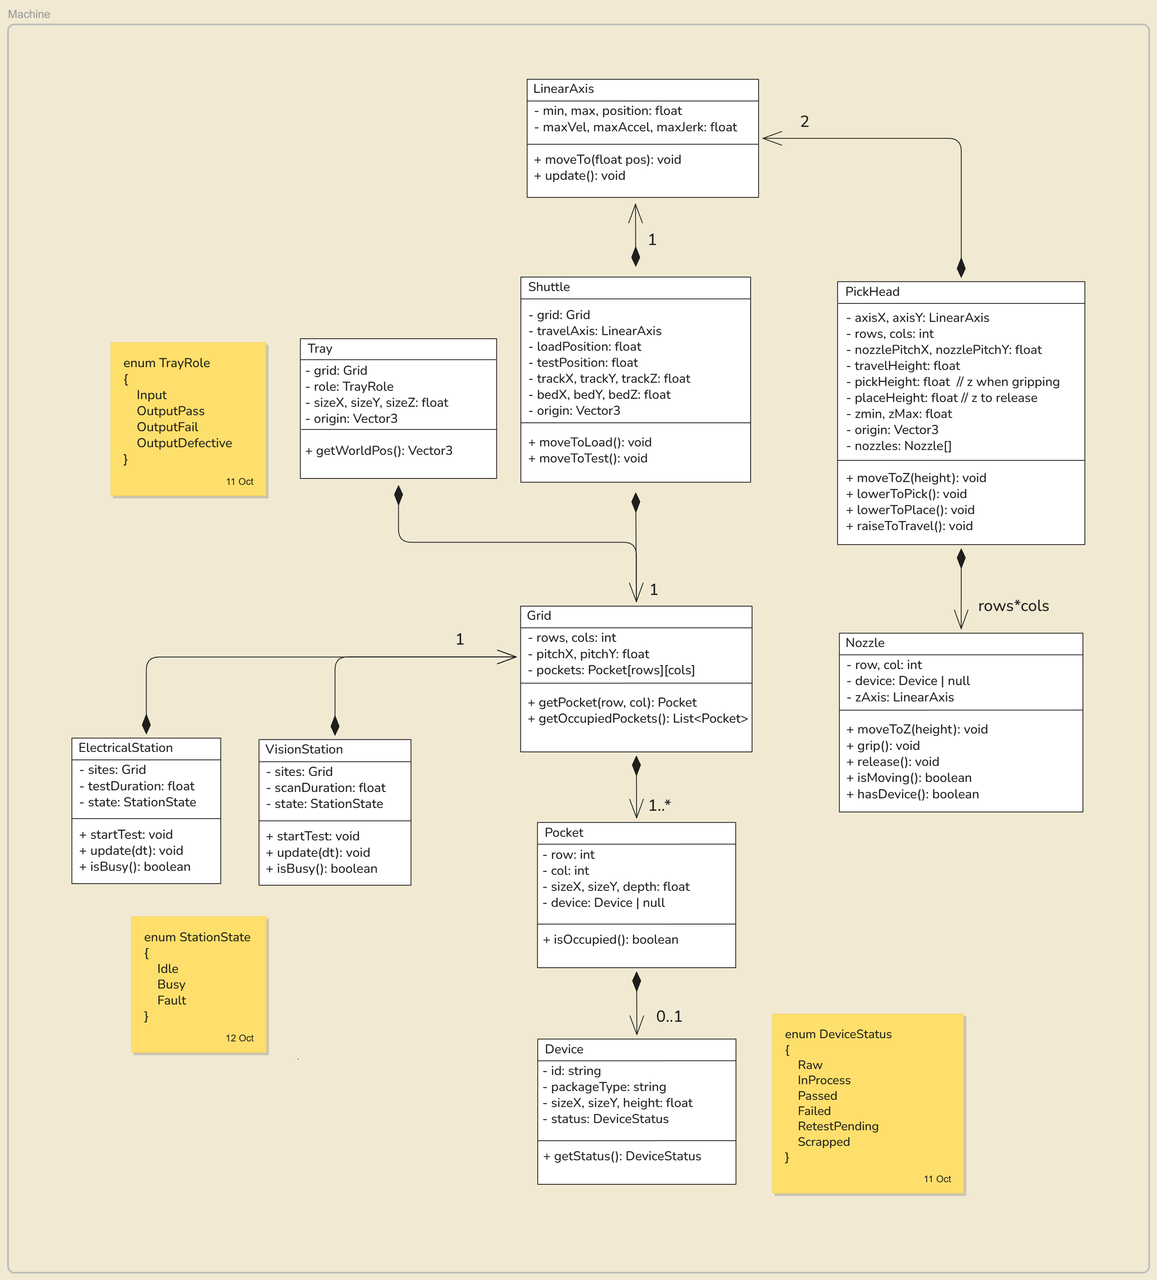 Machine
LinearAxis
- min, max, position: float
- maxVel, maxAccel, maxJerk: float
+ moveTo(float pos): void
+ update(): void
2
1
Shuttle
- grid: Grid
- travelAxis: LinearAxis
- loadPosition: float
- testPosition: float
- trackX, trackY, trackZ: float
- bedX, bedY, bedZ: float
- origin: Vector3
+ moveToLoad(): void
+ moveToTest(): void
PickHead
- axisX, axisY: LinearAxis
- rows, cols: int
- nozzlePitchX, nozzlePitchY: float
- travelHeight: float
- pickHeight: float // z when gripping
- placeHeight: float // z to release
- zmin, zMax: float
- origin: Vector3
- nozzles: Nozzle[]
+ moveToZ(height): void
+ lowerToPick(): void
+ lowerToPlace(): void
+ raiseToTravel(): void
Tray
- grid: Grid
- role: TrayRole
- sizeX, sizeY, sizeZ: float
- origin: Vector3
+ getWorldPos(): Vector3
enum TrayRole
{
Input
OutputPass
OutputFail
OutputDefective
}
11 Oct
1
rows*cols
Grid
- rows, cols: int
- pitchX, pitchY: float
- pockets: Pocket[rows][cols]
+ getPocket(row, col): Pocket
+ getOccupiedPockets(): List<Pocket>
1
Nozzle
- row, col: int
- device: Device | null
- zAxis: LinearAxis
+ moveToZ(height): void
+ grip(): void
+ release(): void
+ isMoving(): boolean
+ hasDevice(): boolean
ElectricalStation
- sites: Grid
- testDuration: float
- state: StationState
+ startTest: void
+ update(dt): void
+ isBusy(): boolean
VisionStation
- sites: Grid
- scanDuration: float
- state: StationState
+ startTest: void
+ update(dt): void
+ isBusy(): boolean
1..*
Pocket
- row: int
- col: int
- sizeX, sizeY, depth: float
- device: Device | null
+ isOccupied(): boolean
enum StationState
{
Idle
Busy
Fault
}
12 Oct
0..1
Device
- id: string
- packageType: string
- sizeX, sizeY, height: float
- status: DeviceStatus
+ getStatus(): DeviceStatus
enum DeviceStatus
{
Raw
InProcess
Passed
Failed
RetestPending
Scrapped
}
11 Oct